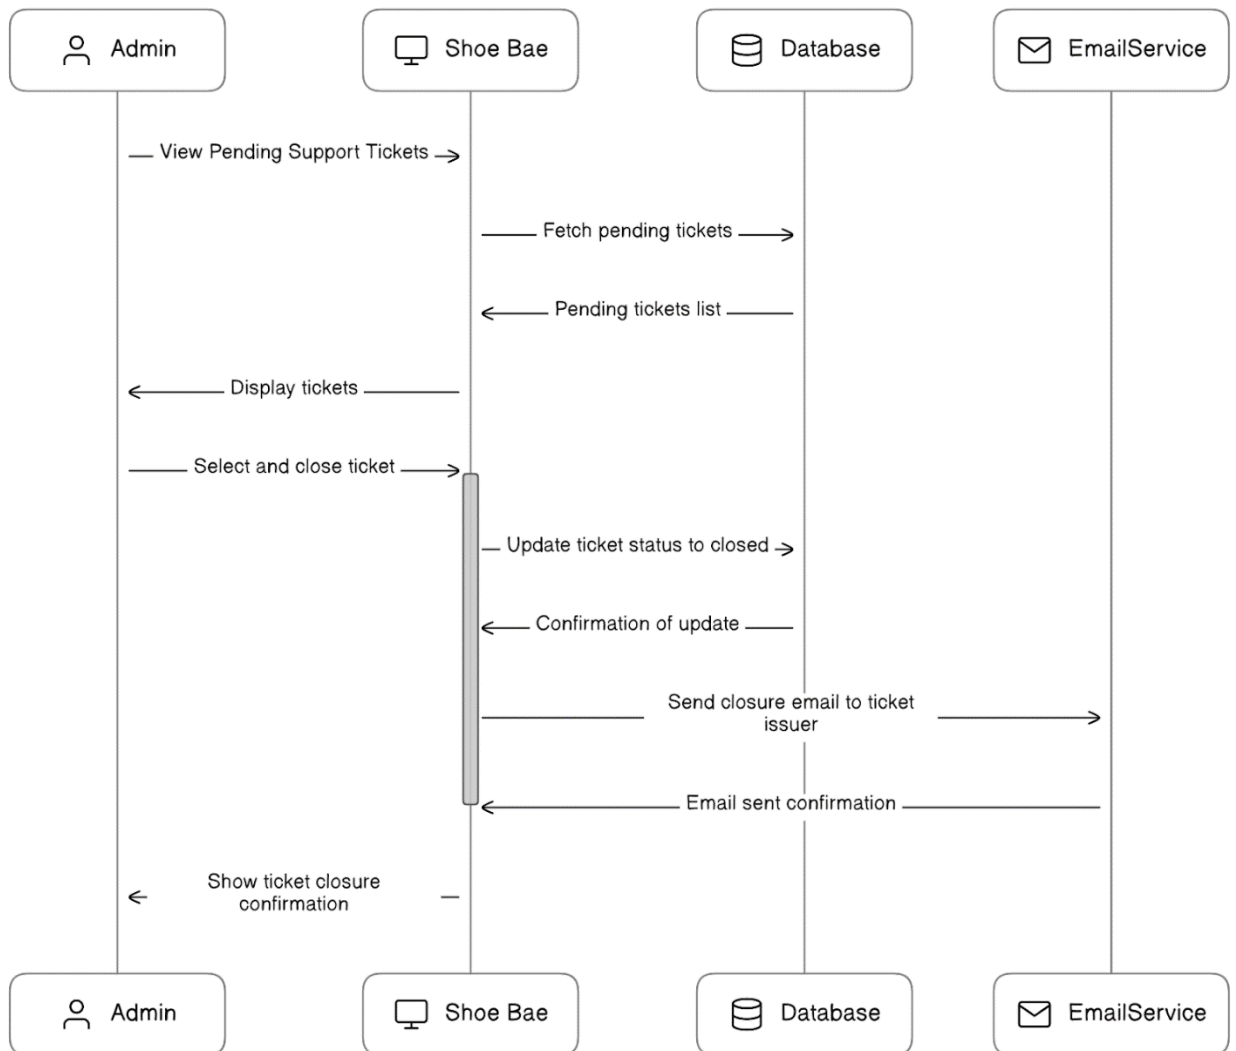 Admin
Shoe Bae
Database
EmailService
View Pending Support Tickets
Fetch pending tickets
Pending tickets list
Display tickets
Select and close ticket
Update ticket status to closed
Confirmation of update
Send closure email to ticket
issuer
Email sent confirmation
Show ticket closure
confirmation
Admin
Shoe Bae
Database
EmailService